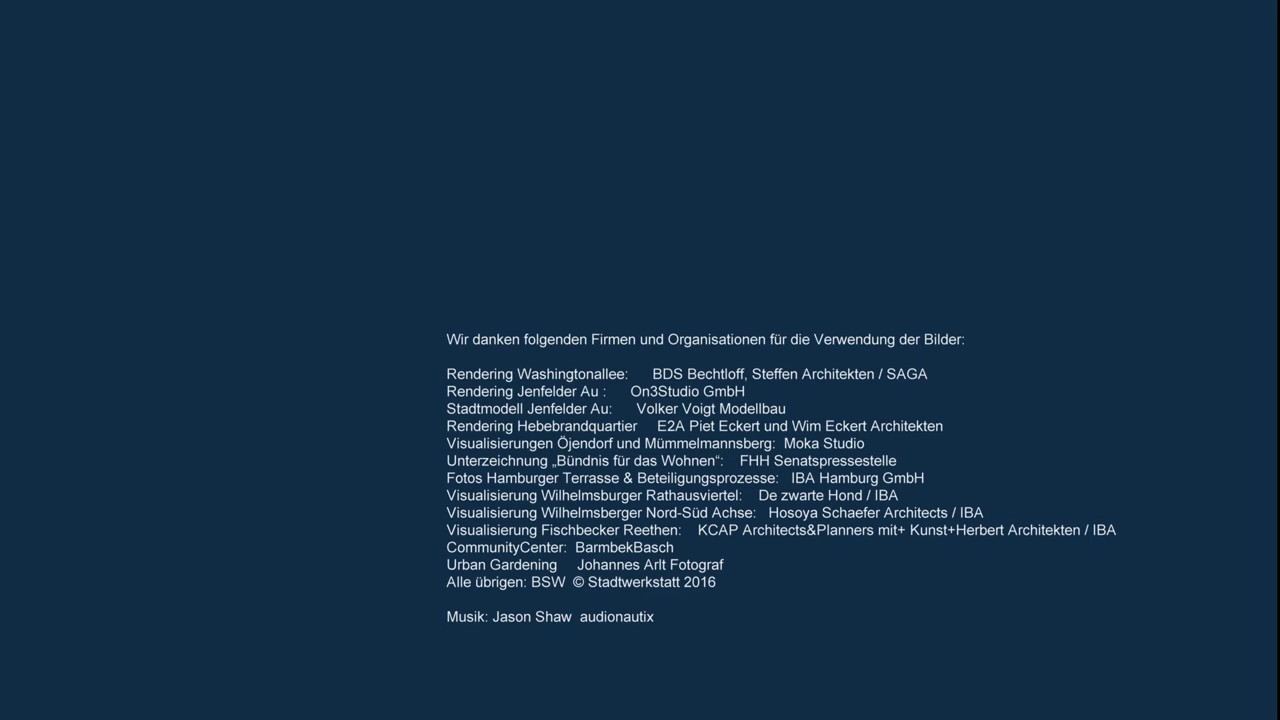 Wir danken folgenden Firmen und Organisationen für die Verwendung der Bilder:
Rendering Washingtonallee: BDS Bechtloff, Steffen Architekten / SAGA
Rendering Jenfelder Au : On3Studio GmbH
Stadtmodell Jenfelder Au: Volker Voigt Modellbau
Rendering Hebebrandquartier E2A Piet Eckert und Wim Eckert Architekten
Visualisierungen Öjendorf und Mümmelmannsberg: Moka Studio
Unterzeichnung „Bündnis für das Wohnen“: FHH Senatspressestelle
Fotos Hamburger Terrasse & Beteiligungsprozesse: IBA Hamburg GmbH
Visualisierung Wilhelmsburger Rathausviertel: De zwarte Hond / IBA
Visualisierung Wilhelmsberger Nord-Süd Achse: Hosoya Schaefer Architects / IBA
Visualisierung Fischbecker Reethen: KCAP Architects&Planners mit+ Kunst+Herbert Architekten / IBA
CommunityCenter: BarmbekBasch
Urban Gardening Johannes Arlt Fotograf
Alle übrigen: BSW © Stadtwerkstatt 2016
Musik: Jason Shaw audionautix